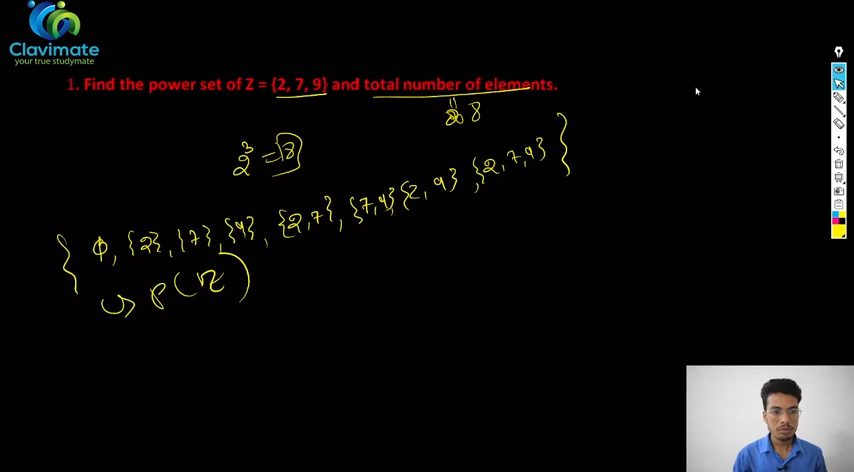 Clavimate
your true studymate
1. Find the power set of Z = {2, 7, 9} and total number of elements.
8
2³ = 8
{ Φ, {2}, {7}, {9}, {2,7}, {7,9} {2, 9}, {2, 7, 9} }
P(Z)